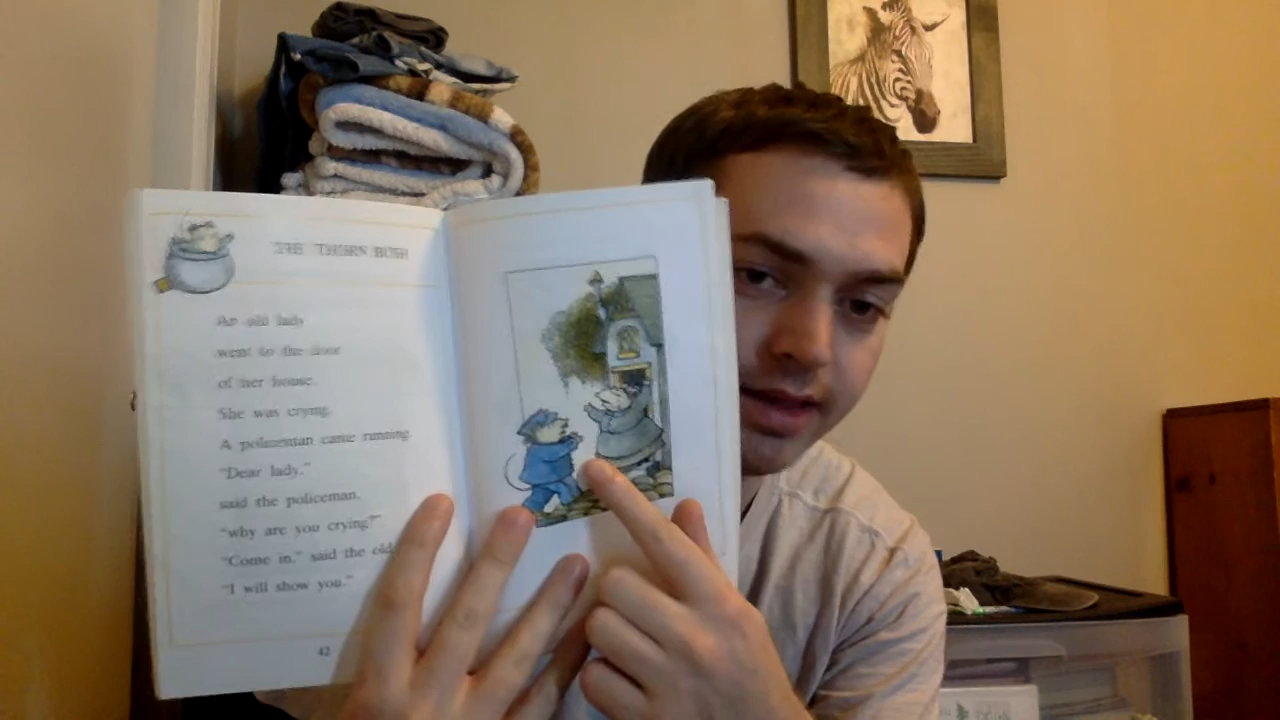 THE THORN BUSH
An old lady
went to the door
of her house.
She was crying.
A policeman came running.
"Dear lady,"
said the policeman,
"why are you crying?"
"Come in," said the old
"I will show you."
42